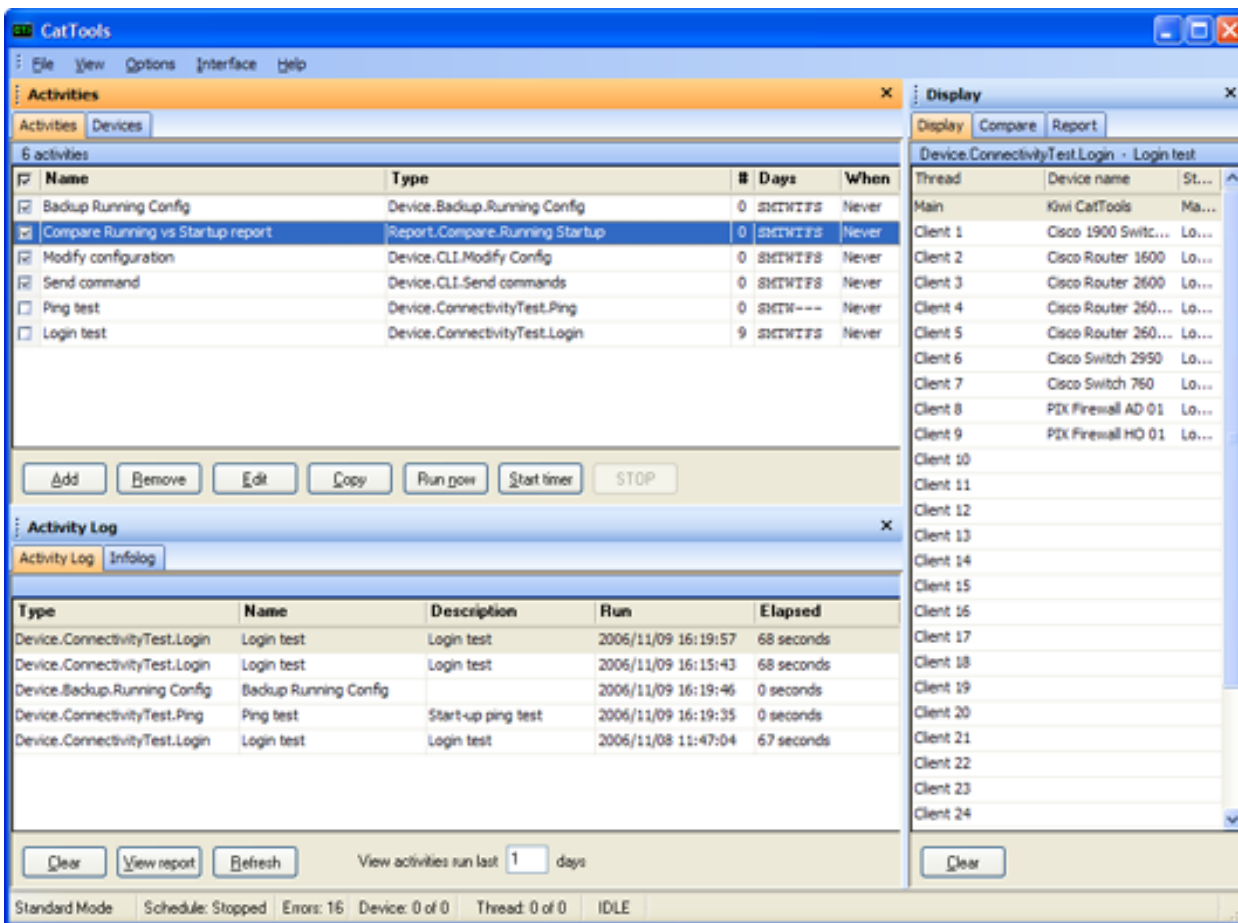 CatTools
File View Options Interface Help
Activities
Activities Devices
6 activities
Name Type # Days When
Backup Running Config Device.Backup.Running Config 0 SMTWTFS Never
Compare Running vs Startup report Report.Compare.Running Startup 0 SMTWTFS Never
Modify configuration Device.CLI.Modify Config 0 SMTWTFS Never
Send command Device.CLI.Send commands 0 SMTWTFS Never
Ping test Device.ConnectivityTest.Ping 0 SMTW--- Never
Login test Device.ConnectivityTest.Login 9 SMTWTFS Never
Add Remove Edit Copy Run now Start timer STOP
Activity Log
Activity Log Infolog
Type Name Description Run Elapsed
Device.ConnectivityTest.Login Login test Login test 2006/11/09 16:19:57 68 seconds
Device.ConnectivityTest.Login Login test Login test 2006/11/09 16:15:43 68 seconds
Device.Backup.Running Config Backup Running Config 2006/11/09 16:19:46 0 seconds
Device.ConnectivityTest.Ping Ping test Start-up ping test 2006/11/09 16:19:35 0 seconds
Device.ConnectivityTest.Login Login test Login test 2006/11/08 11:47:04 67 seconds
Clear View report Refresh View activities run last 1 days
Display
Display Compare Report
Device.ConnectivityTest.Login - Login test
Thread Device name St...
Main Kiwi CatTools Ma...
Client 1 Cisco 1900 Switc... Lo...
Client 2 Cisco Router 1600 Lo...
Client 3 Cisco Router 2600 Lo...
Client 4 Cisco Router 260... Lo...
Client 5 Cisco Router 260... Lo...
Client 6 Cisco Switch 2950 Lo...
Client 7 Cisco Switch 760 Lo...
Client 8 PIX Firewall AD 01 Lo...
Client 9 PIX Firewall HO 01 Lo...
Client 10
Client 11
Client 12
Client 13
Client 14
Client 15
Client 16
Client 17
Client 18
Client 19
Client 20
Client 21
Client 22
Client 23
Client 24
Clear
Standard Mode Schedule: Stopped Errors: 16 Device: 0 of 0 Thread: 0 of 0 IDLE